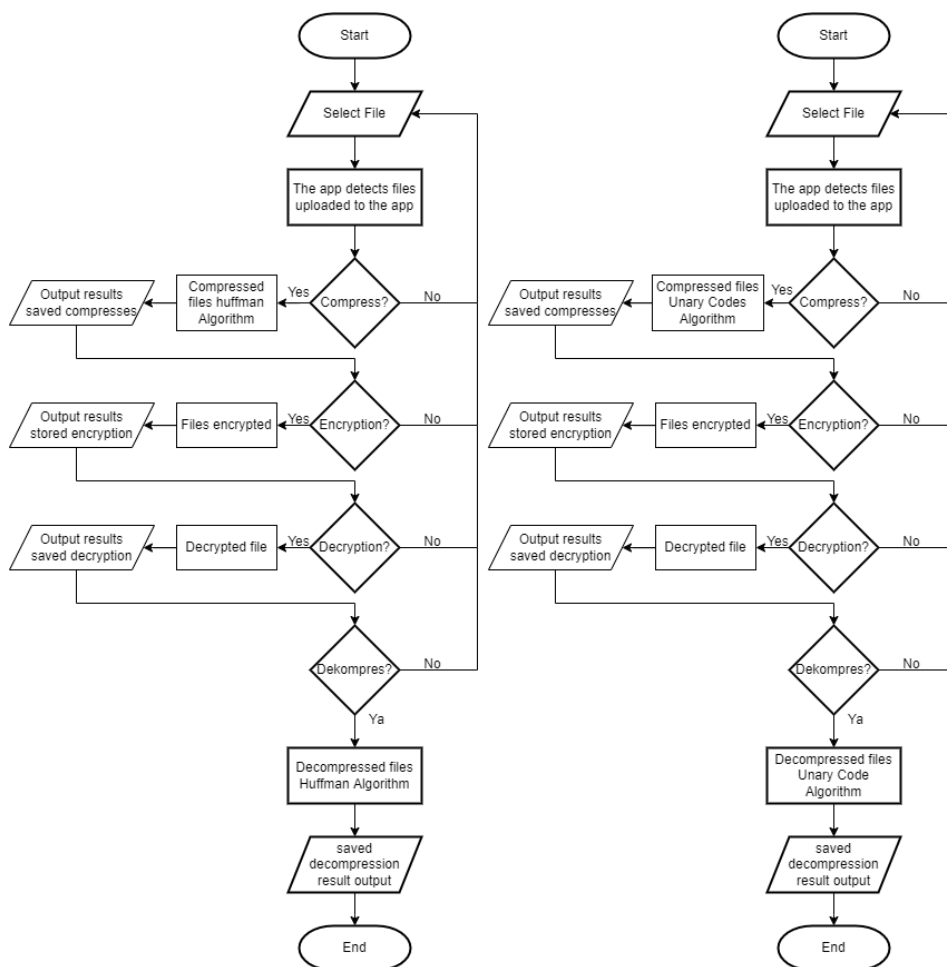 Start
Select File
The app detects files
uploaded to the app
Compress?
Yes
No
Compressed
files huffman
Algorithm
Output results
saved compresses
Encryption?
Yes
No
Files encrypted
Output results
stored encryption
Decryption?
Yes
No
Decrypted file
Output results
saved decryption
Dekompres?
No
Ya
Decompressed files
Huffman Algorithm
saved
decompression
result output
End
Start
Select File
The app detects files
uploaded to the app
Compress?
Yes
No
Compressed files
Unary Codes
Algorithm
Output results
saved compresses
Encryption?
Yes
No
Files encrypted
Output results
stored encryption
Decryption?
Yes
No
Decrypted file
Output results
saved decryption
Dekompres?
No
Ya
Decompressed files
Unary Code
Algorithm
saved
decompression
result output
End